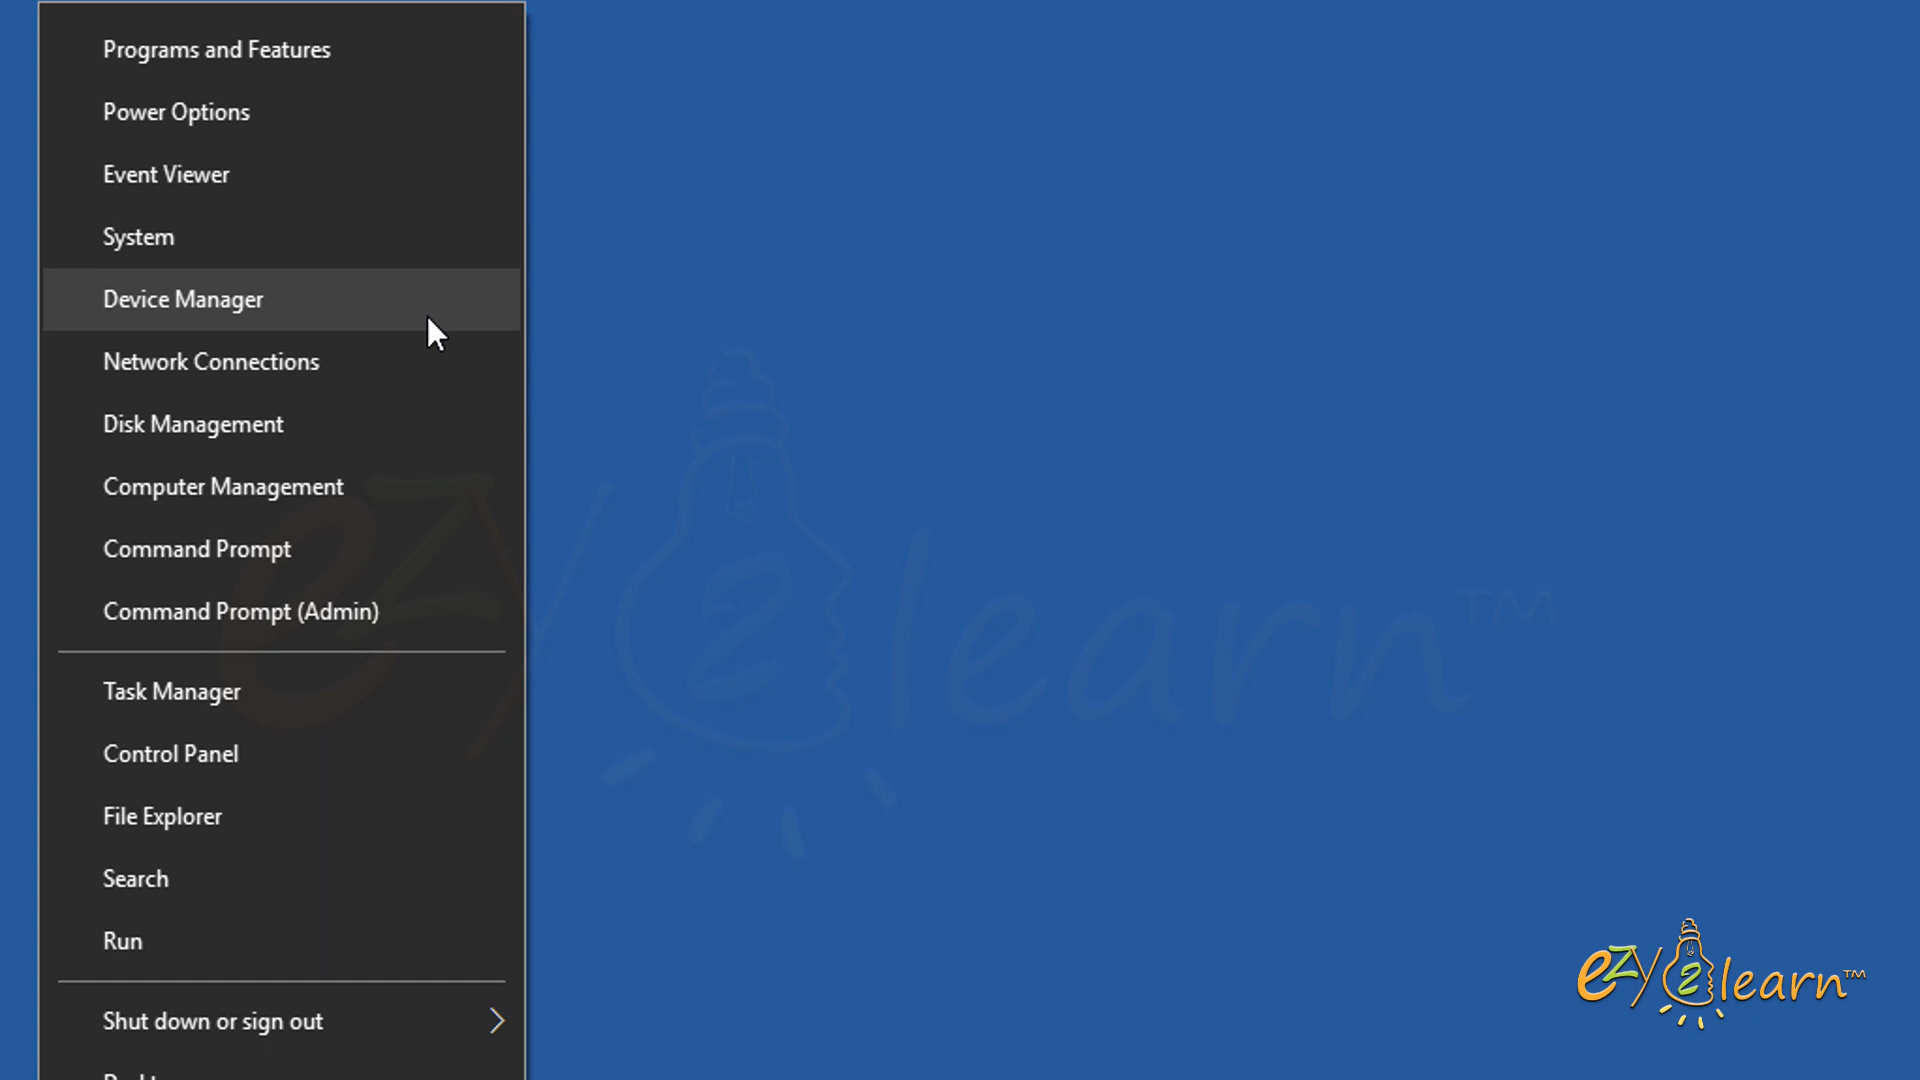 Programs and Features
Power Options
Event Viewer
System
Device Manager
Network Connections
Disk Management
Computer Management
Command Prompt
Command Prompt (Admin)
Task Manager
Control Panel
File Explorer
Search
Run
Shut down or sign out
ezy2learn™
ezy2learn™